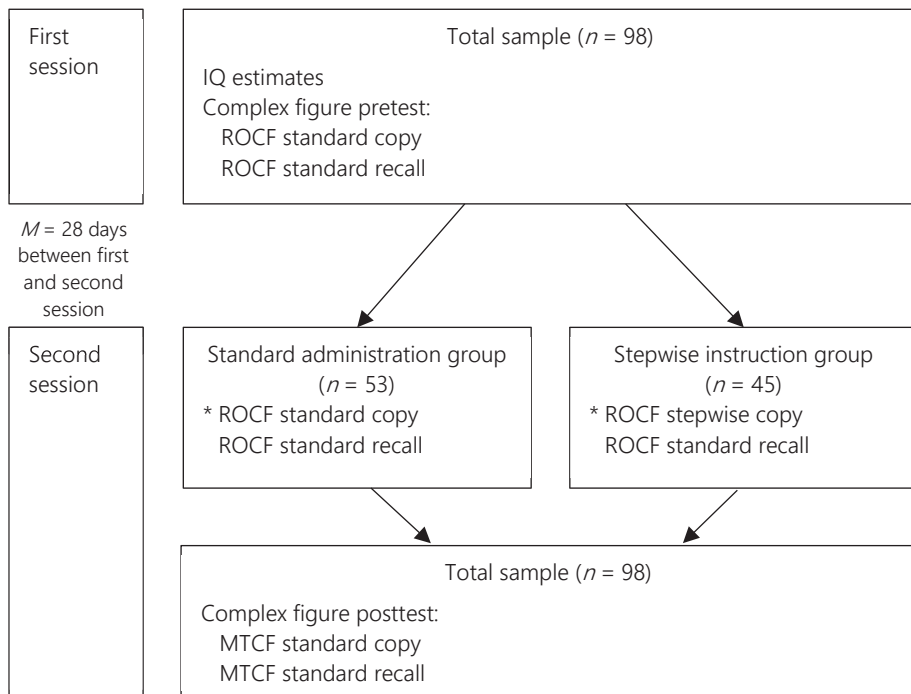 First
session
Total sample (n = 98)
IQ estimates
Complex figure pretest:
ROCF standard copy
ROCF standard recall
M = 28 days
between first
and second
session
Second
session
Standard administration group
(n = 53)
* ROCF standard copy
ROCF standard recall
Stepwise instruction group
(n = 45)
* ROCF stepwise copy
ROCF standard recall
Total sample (n = 98)
Complex figure posttest:
MTCF standard copy
MTCF standard recall